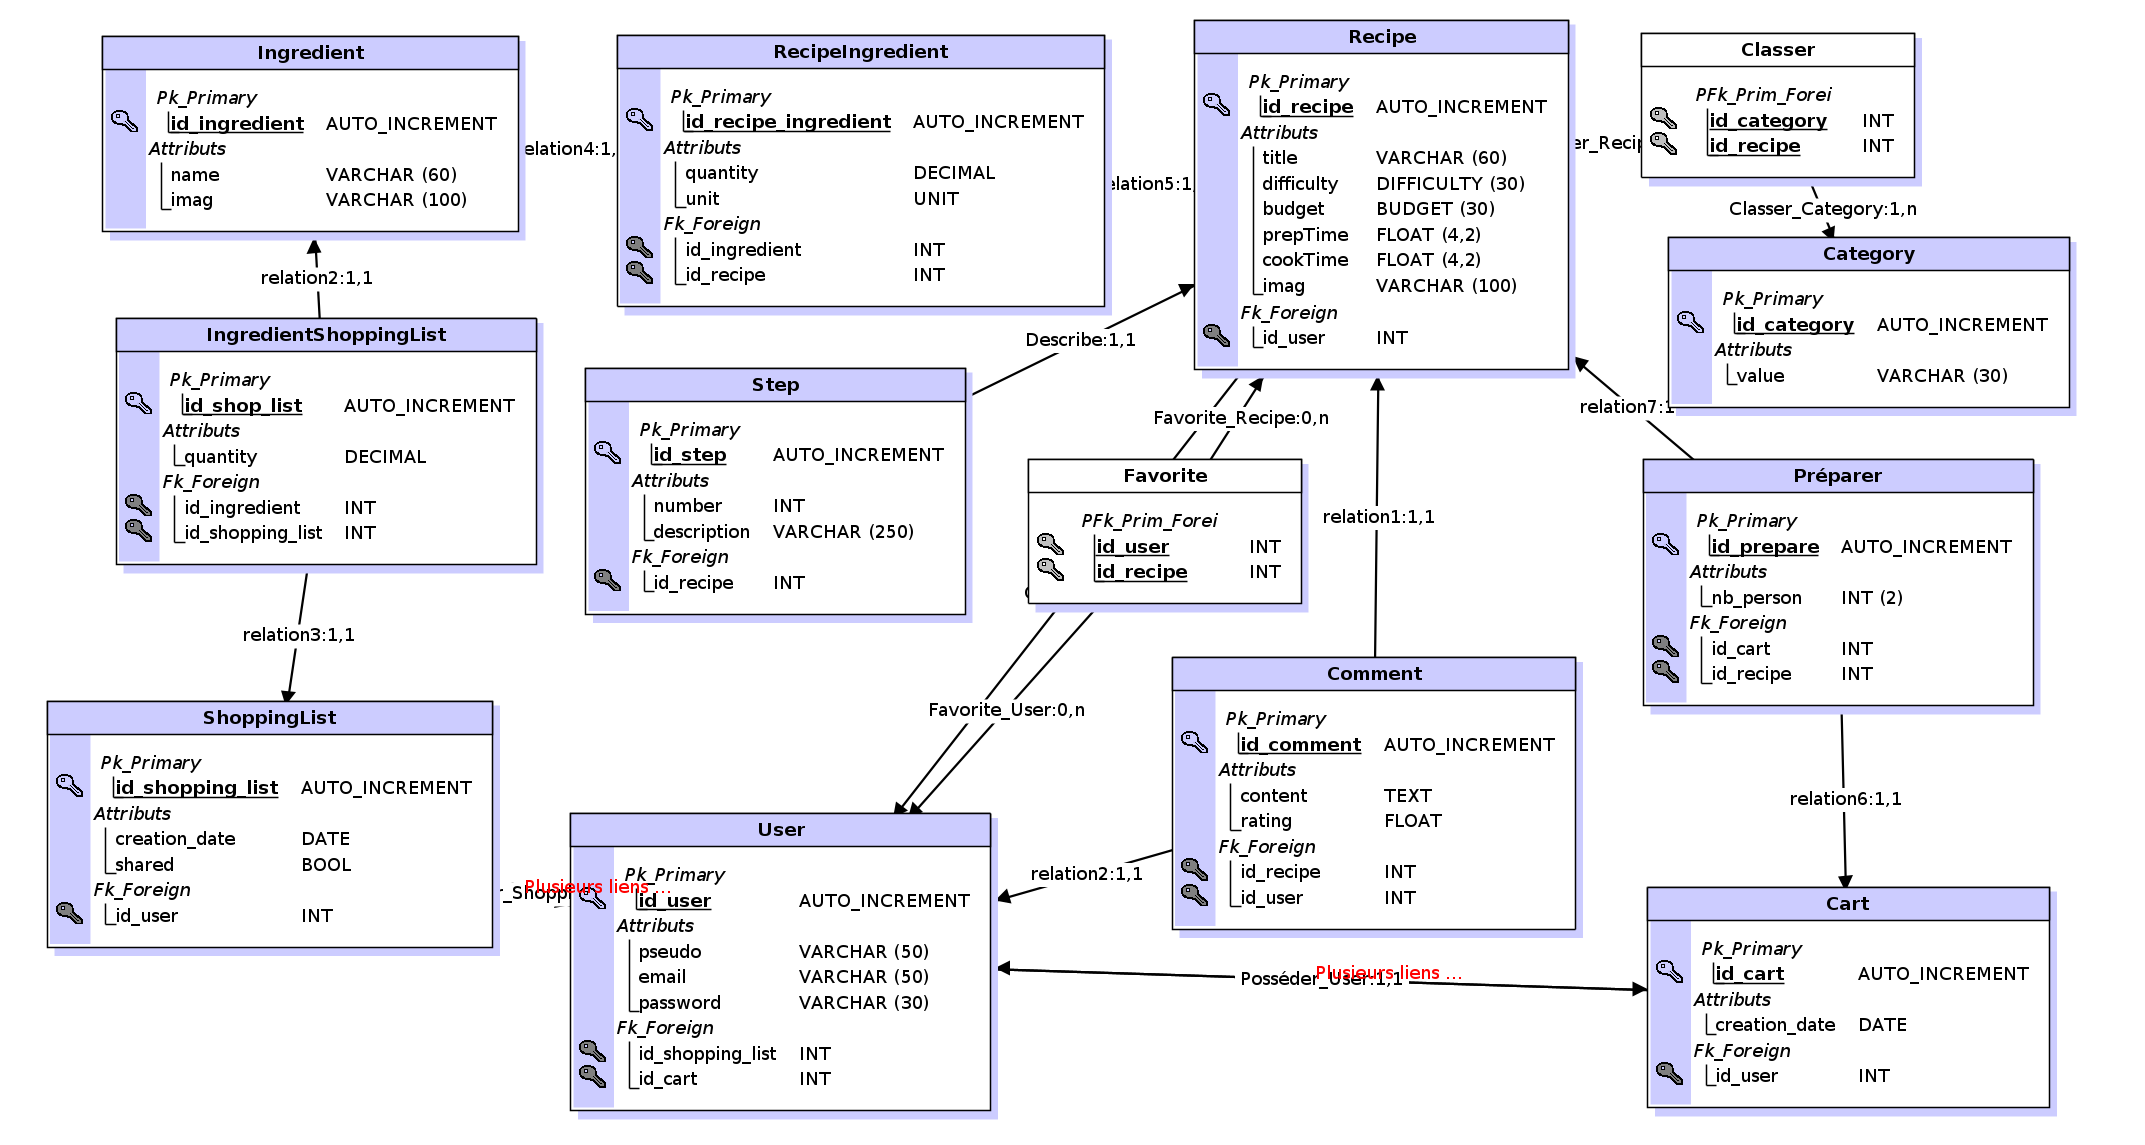 Ingredient
Pk_Primary
id_ingredient AUTO_INCREMENT
Attributs
name VARCHAR (60)
imag VARCHAR (100)
elation4:1,
RecipeIngredient
Pk_Primary
id_recipe_ingredient AUTO_INCREMENT
Attributs
quantity DECIMAL
unit UNIT
Fk_Foreign
id_ingredient INT
id_recipe INT
elation5:1,
Recipe
Pk_Primary
id_recipe AUTO_INCREMENT
Attributs
title VARCHAR (60)
difficulty DIFFICULTY (30)
budget BUDGET (30)
prepTime FLOAT (4,2)
cookTime FLOAT (4,2)
imag VARCHAR (100)
Fk_Foreign
id_user INT
er_Recip
Classer
PFk_Prim_Forei
id_category INT
id_recipe INT
Classer_Category:1,n
Category
Pk_Primary
id_category AUTO_INCREMENT
Attributs
value VARCHAR (30)
relation2:1,1
IngredientShoppingList
Pk_Primary
id_shop_list AUTO_INCREMENT
Attributs
quantity DECIMAL
Fk_Foreign
id_ingredient INT
id_shopping_list INT
Describe:1,1
Step
Pk_Primary
id_step AUTO_INCREMENT
Attributs
number INT
description VARCHAR (250)
Fk_Foreign
id_recipe INT
Favorite_Recipe:0,n
Favorite
PFk_Prim_Forei
id_user INT
id_recipe INT
relation1:1,1
relation7:1
Préparer
Pk_Primary
id_prepare AUTO_INCREMENT
Attributs
nb_person INT (2)
Fk_Foreign
id_cart INT
id_recipe INT
relation3:1,1
ShoppingList
Pk_Primary
id_shopping_list AUTO_INCREMENT
Attributs
creation_date DATE
shared BOOL
Fk_Foreign
id_user INT
Favorite_User:0,n
r_Shoppi
Plusieurs liens ...
User
Pk_Primary
id_user AUTO_INCREMENT
Attributs
pseudo VARCHAR (50)
email VARCHAR (50)
password VARCHAR (30)
Fk_Foreign
id_shopping_list INT
id_cart INT
Comment
Pk_Primary
id_comment AUTO_INCREMENT
Attributs
content TEXT
rating FLOAT
Fk_Foreign
id_recipe INT
id_user INT
relation2:1,1
Posséder_User:1,1
Plusieurs liens ...
relation6:1,1
Cart
Pk_Primary
id_cart AUTO_INCREMENT
Attributs
creation_date DATE
Fk_Foreign
id_user INT